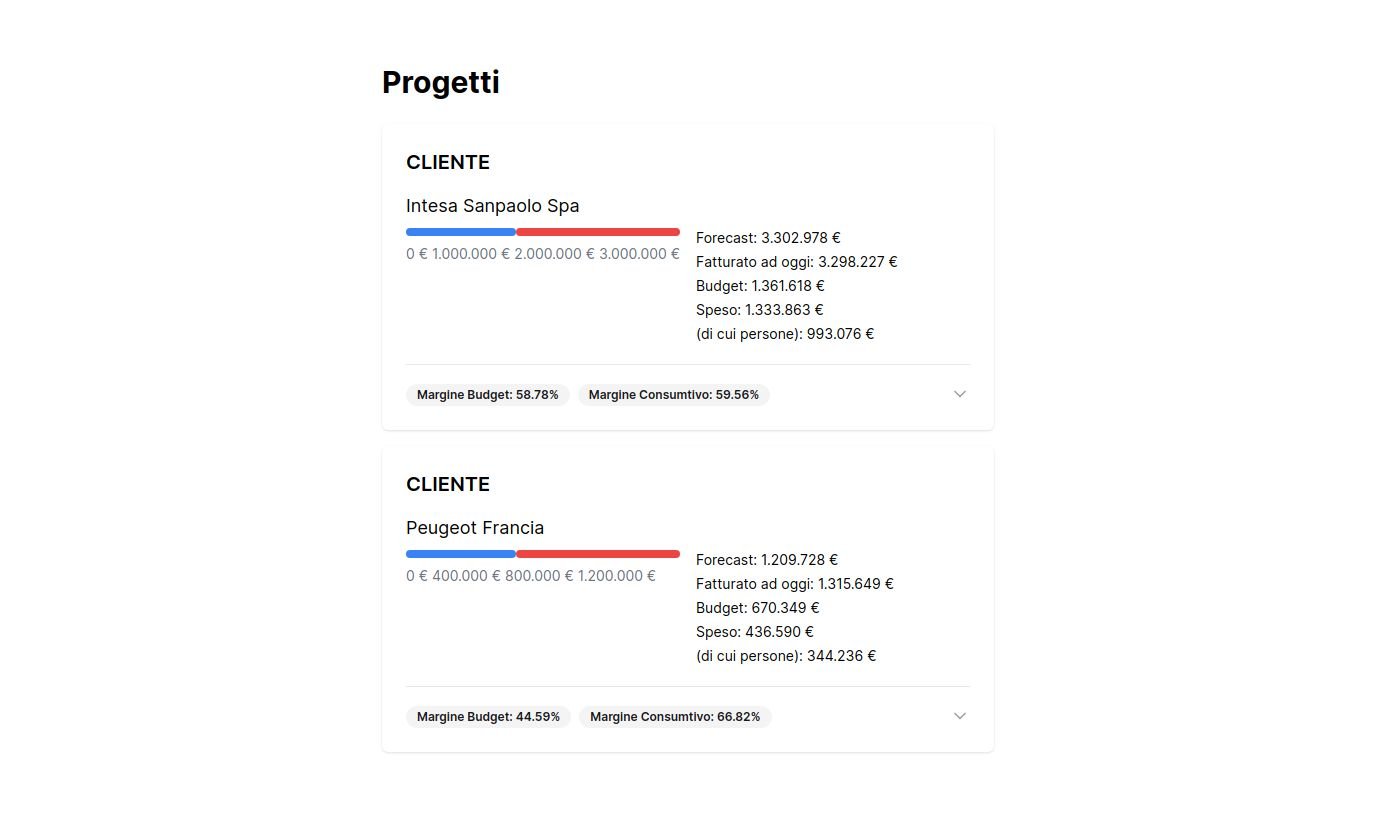 Progetti
CLIENTE
Intesa Sanpaolo Spa
0 € 1.000.000 € 2.000.000 € 3.000.000 €
Forecast: 3.302.978 €
Fatturato ad oggi: 3.298.227 €
Budget: 1.361.618 €
Speso: 1.333.863 €
(di cui persone): 993.076 €
Margine Budget: 58.78% Margine Consumtivo: 59.56%
CLIENTE
Peugeot Francia
0 € 400.000 € 800.000 € 1.200.000 €
Forecast: 1.209.728 €
Fatturato ad oggi: 1.315.649 €
Budget: 670.349 €
Speso: 436.590 €
(di cui persone): 344.236 €
Margine Budget: 44.59% Margine Consumtivo: 66.82%